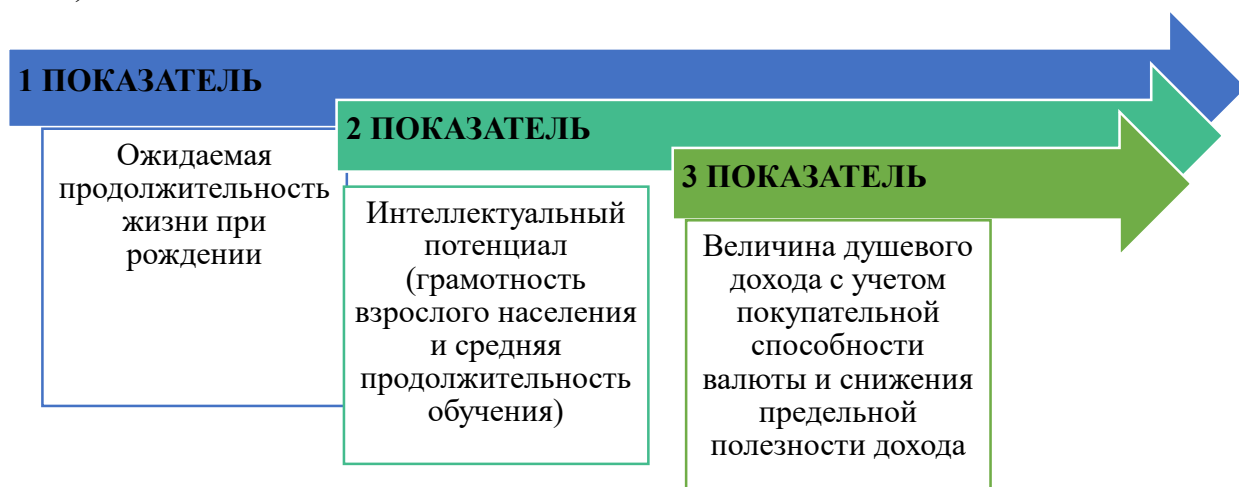 1 ПОКАЗАТЕЛЬ
Ожидаемая
продолжительность
жизни при
рождении
2 ПОКАЗАТЕЛЬ
Интеллектуальный
потенциал
(грамотность
взрослого населения
и средняя
продолжительность
обучения)
3 ПОКАЗАТЕЛЬ
Величина душевого
дохода с учетом
покупательной
способности
валюты и снижения
предельной
полезности дохода